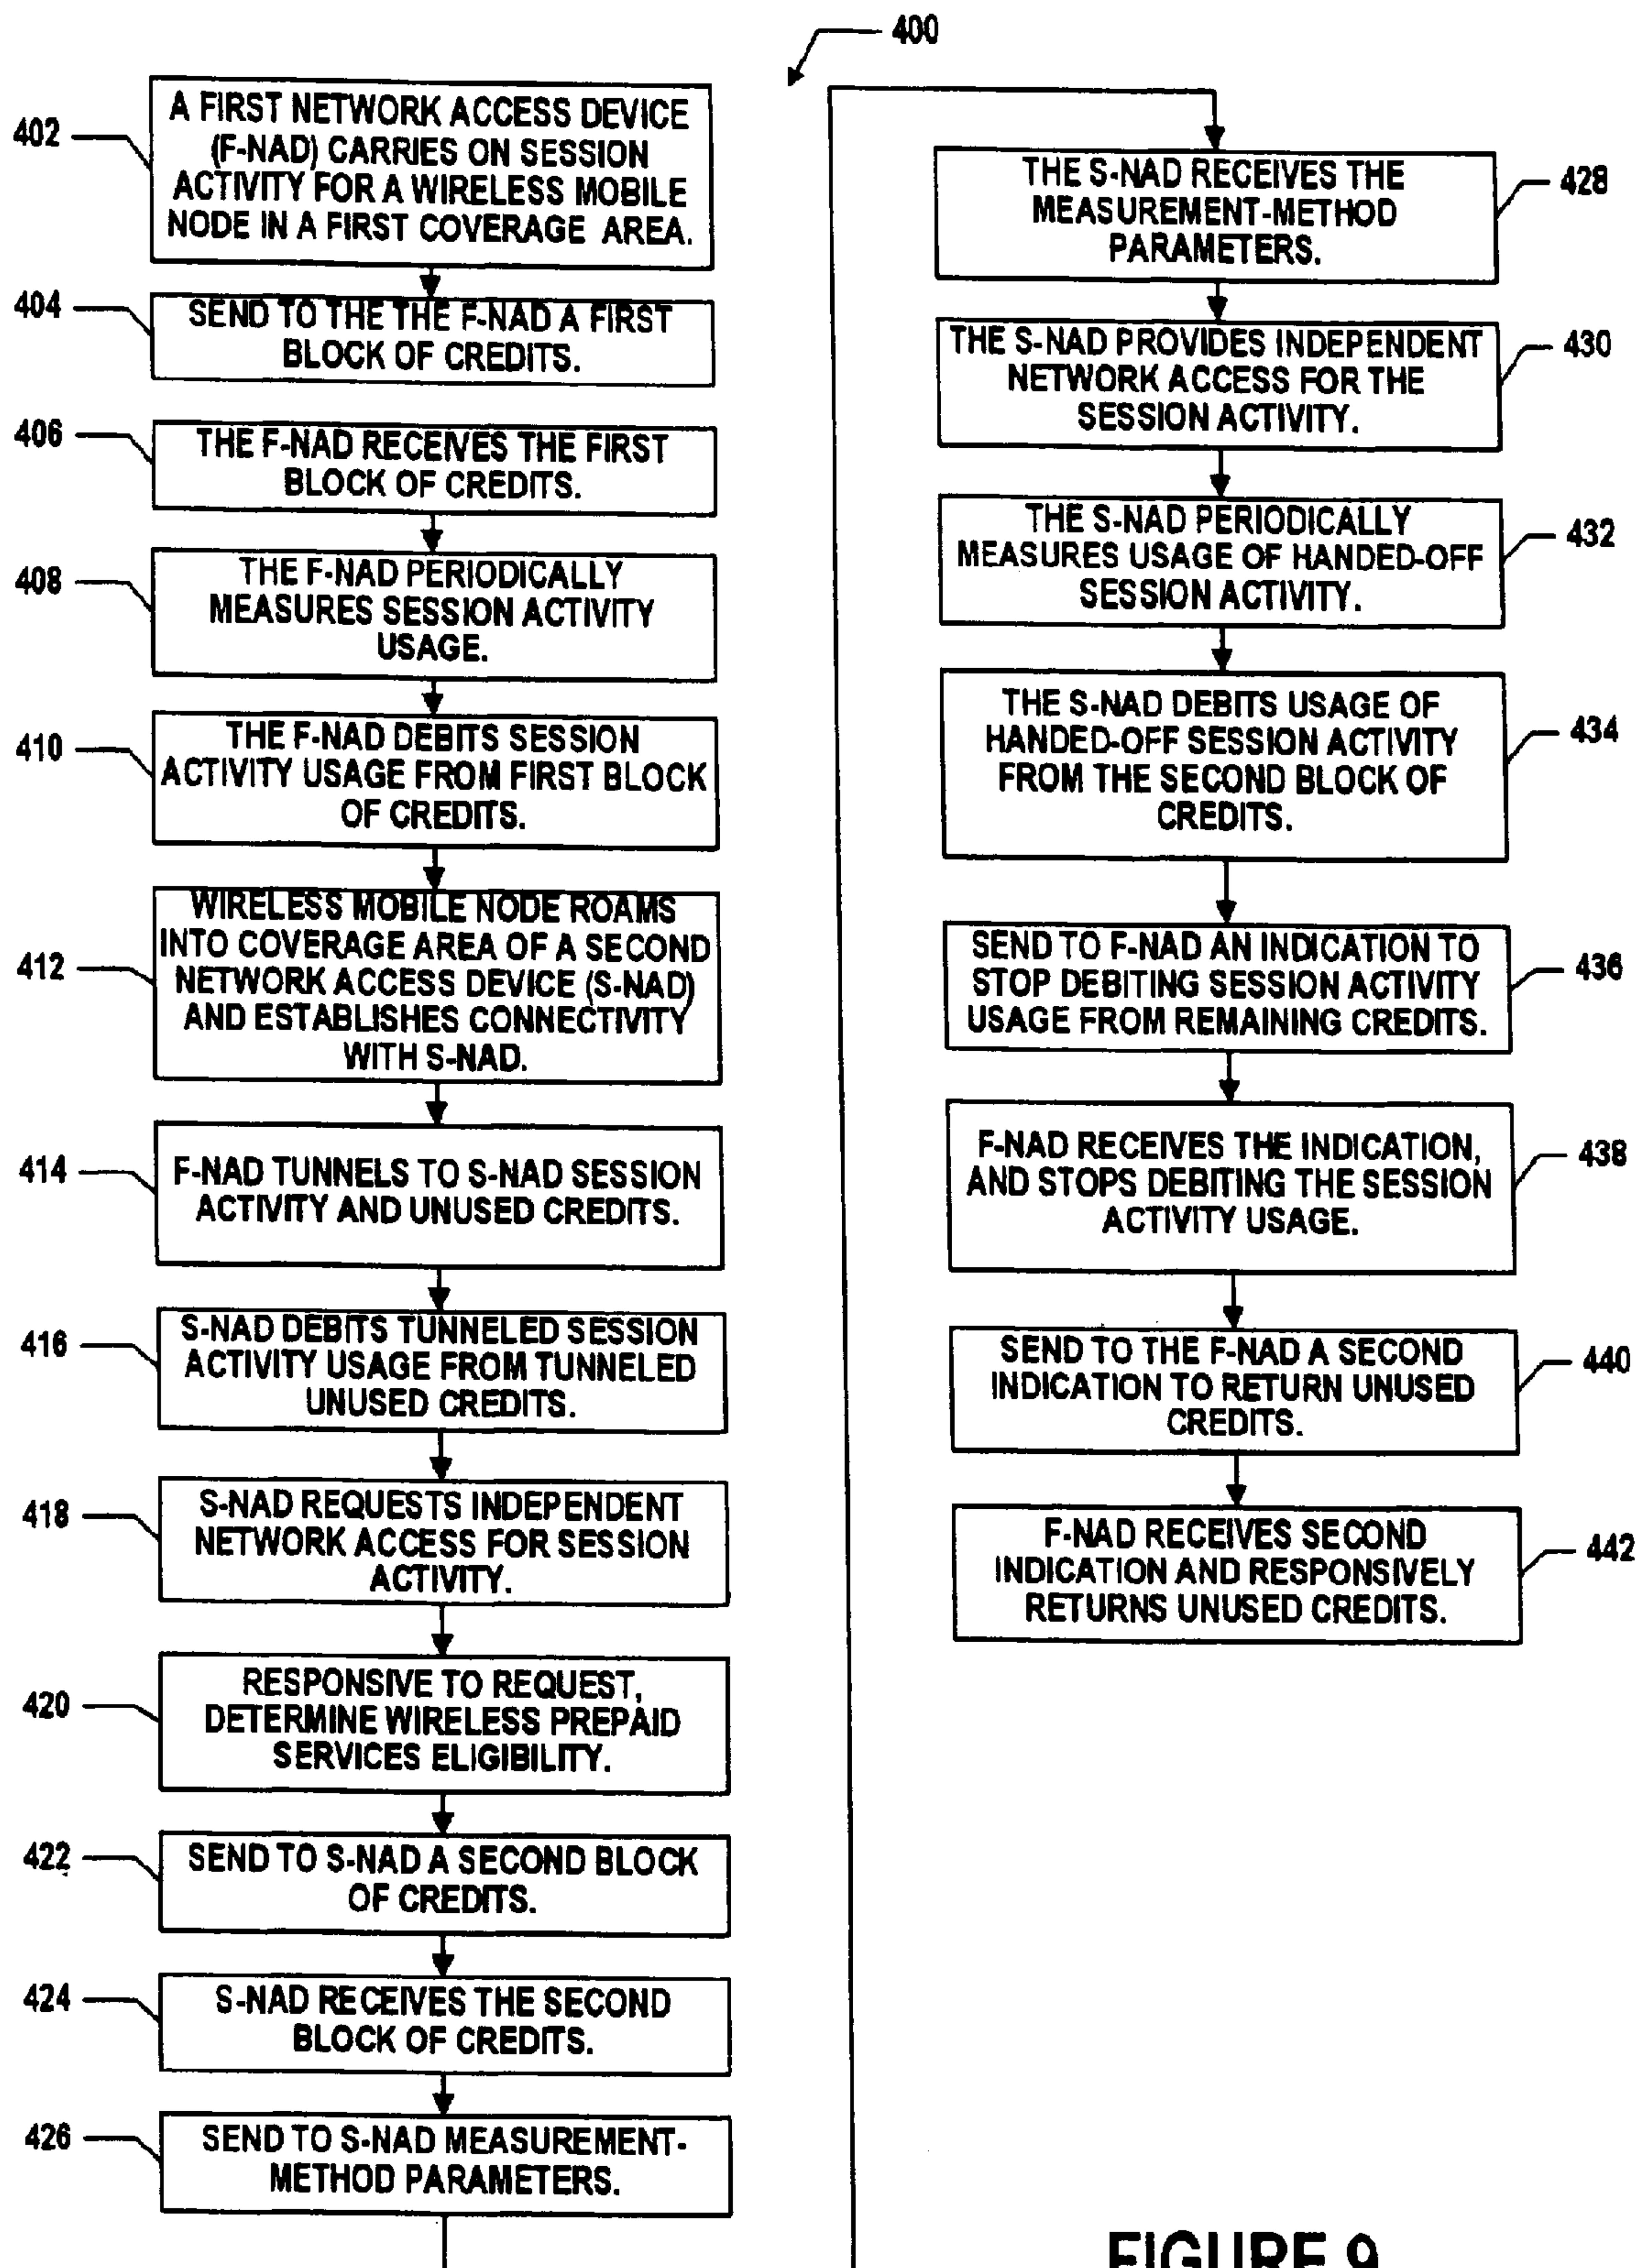 400
402
A FIRST NETWORK ACCESS DEVICE
(F-NAD) CARRIES ON SESSION
ACTIVITY FOR A WIRELESS MOBILE
NODE IN A FIRST COVERAGE AREA.
404
SEND TO THE THE F-NAD A FIRST
BLOCK OF CREDITS.
406
THE F-NAD RECEIVES THE FIRST
BLOCK OF CREDITS.
408
THE F-NAD PERIODICALLY
MEASURES SESSION ACTIVITY
USAGE.
410
THE F-NAD DEBITS SESSION
ACTIVITY USAGE FROM FIRST BLOCK
OF CREDITS.
412
WIRELESS MOBILE NODE ROAMS
INTO COVERAGE AREA OF A SECOND
NETWORK ACCESS DEVICE (S-NAD)
AND ESTABLISHES CONNECTIVITY
WITH S-NAD.
414
F-NAD TUNNELS TO S-NAD SESSION
ACTIVITY AND UNUSED CREDITS.
416
S-NAD DEBITS TUNNELED SESSION
ACTIVITY USAGE FROM TUNNELED
UNUSED CREDITS.
418
S-NAD REQUESTS INDEPENDENT
NETWORK ACCESS FOR SESSION
ACTIVITY.
420
RESPONSIVE TO REQUEST,
DETERMINE WIRELESS PREPAID
SERVICES ELIGIBILITY.
422
SEND TO S-NAD A SECOND BLOCK
OF CREDITS.
424
S-NAD RECEIVES THE SECOND
BLOCK OF CREDITS.
426
SEND TO S-NAD MEASUREMENT-
METHOD PARAMETERS.
THE S-NAD RECEIVES THE
MEASUREMENT-METHOD
PARAMETERS.
428
THE S-NAD PROVIDES INDEPENDENT
NETWORK ACCESS FOR THE
SESSION ACTIVITY.
430
THE S-NAD PERIODICALLY
MEASURES USAGE OF HANDED-OFF
SESSION ACTIVITY.
432
THE S-NAD DEBITS USAGE OF
HANDED-OFF SESSION ACTIVITY
FROM THE SECOND BLOCK OF
CREDITS.
434
SEND TO F-NAD AN INDICATION TO
STOP DEBITING SESSION ACTIVITY
USAGE FROM REMAINING CREDITS.
436
F-NAD RECEIVES THE INDICATION,
AND STOPS DEBITING THE SESSION
ACTIVITY USAGE.
438
SEND TO THE F-NAD A SECOND
INDICATION TO RETURN UNUSED
CREDITS.
440
F-NAD RECEIVES SECOND
INDICATION AND RESPONSIVELY
RETURNS UNUSED CREDITS.
442
FIGURE 9